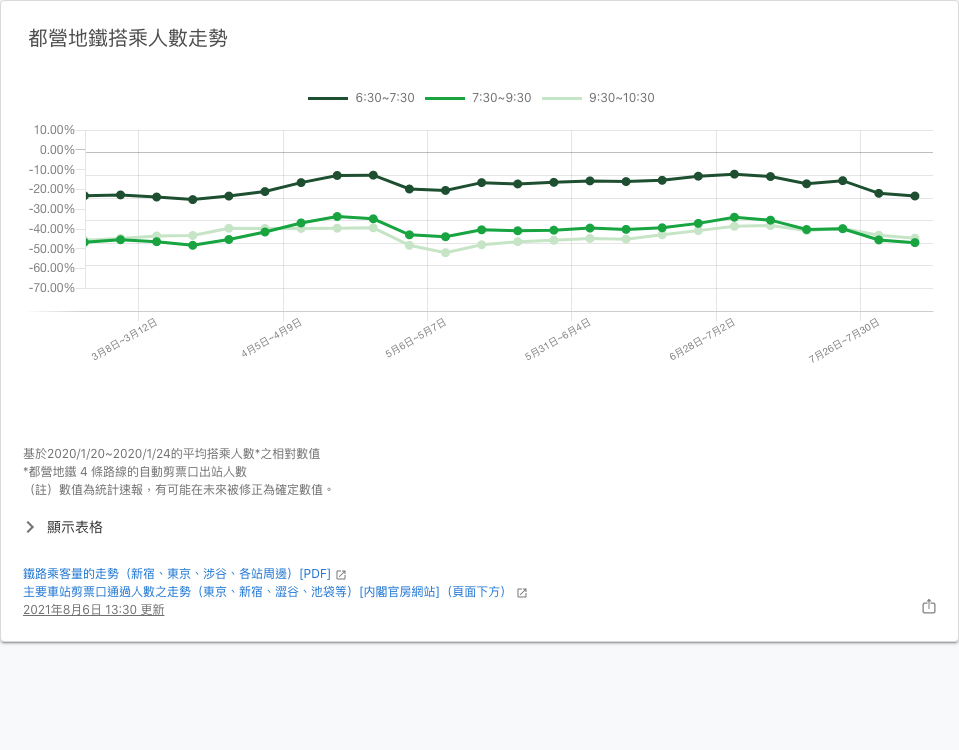 都營地鐵搭乘人數走勢
6:30~7:30 7:30~9:30 9:30~10:30
10.00%
0.00%
-10.00%
-20.00%
-30.00%
-40.00%
-50.00%
-60.00%
-70.00%
3月8日~3月12日 4月5日~4月9日 5月6日~5月7日 5月31日~6月4日 6月28日~7月2日 7月26日~7月30日
基於2020/1/20~2020/1/24的平均搭乘人數*之相對數值
*都營地鐵 4 條路線的自動剪票口出站人數
（註）數值為統計速報，有可能在未來被修正為確定數值。
顯示表格
鐵路乘客量的走勢（新宿、東京、涉谷、各站周邊）[PDF]
主要車站剪票口通過人數之走勢（東京、新宿、澀谷、池袋等）[內閣官房網站]（頁面下方）
2021年8月6日 13:30 更新